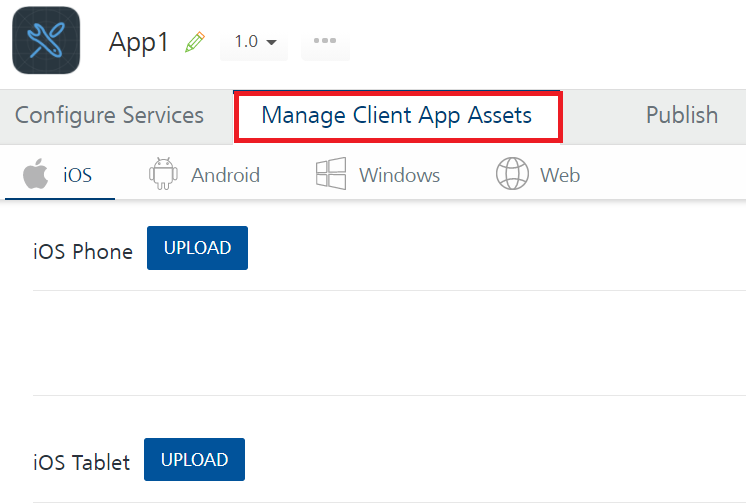 App1 1.0
Configure Services Manage Client App Assets Publish
iOS Android Windows Web
iOS Phone UPLOAD
iOS Tablet UPLOAD